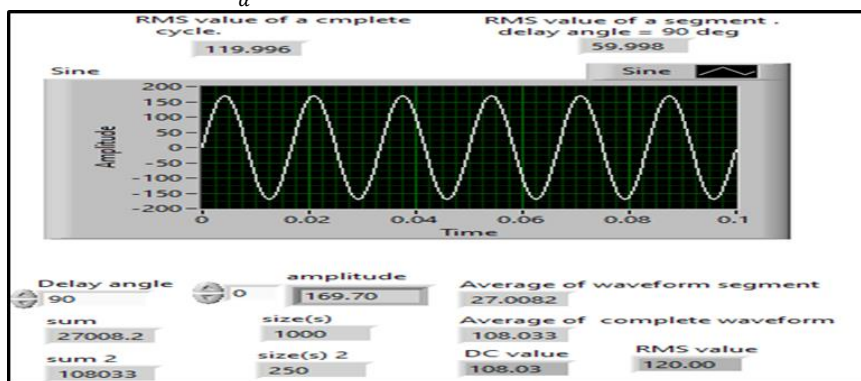 α
RMS value of a cmplete
cycle.
119.996
RMS value of a segment .
delay angle = 90 deg
59.998
Sine
Sine
200
150
100
50
0
-50
-100
-150
-200
Amplitude
0 0.02 0.04 0.06 0.08 0.1
Time
Delay angle
90
0
amplitude
169.70
Average of waveform segment
27.0082
sum
27008.2
size(s)
1000
Average of complete waveform
108.033
sum 2
108033
size(s) 2
250
DC value
108.03
RMS value
120.00